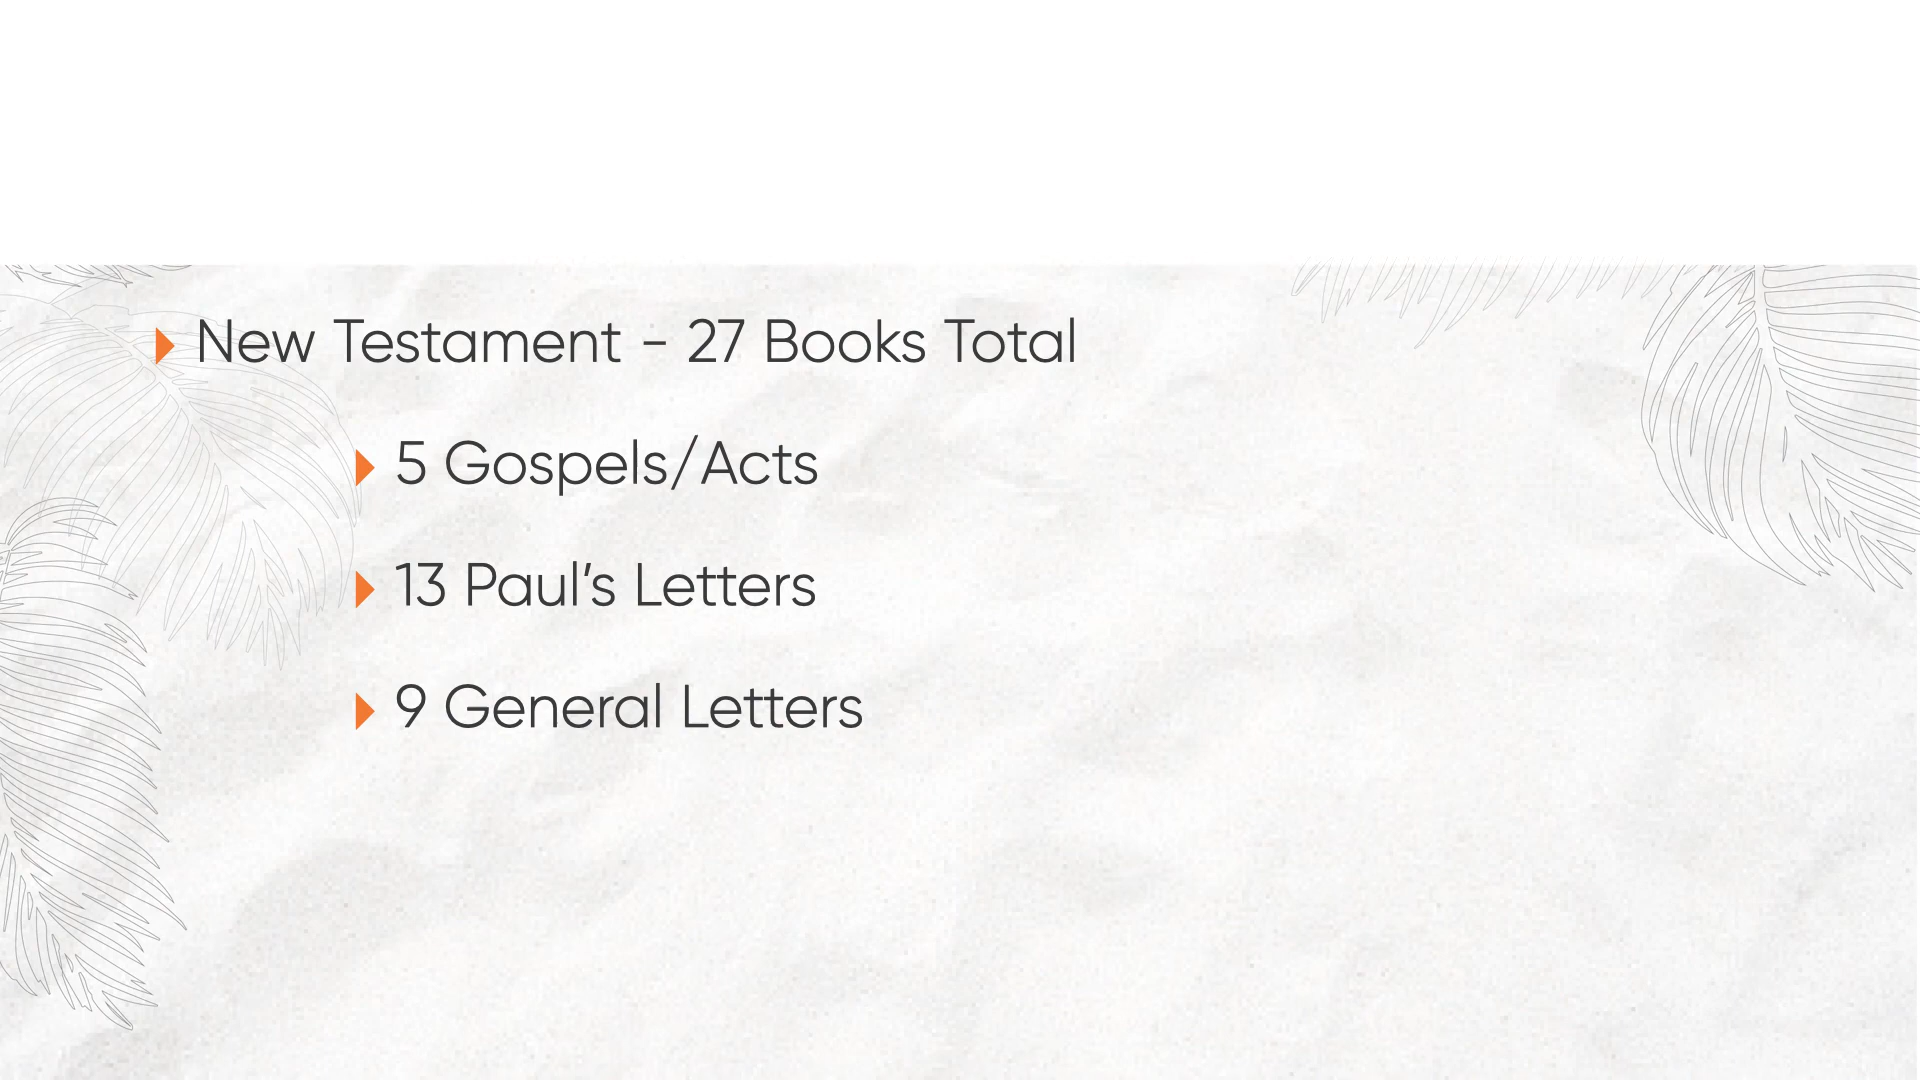 New Testament - 27 Books Total
5 Gospels/Acts
13 Paul’s Letters
9 General Letters